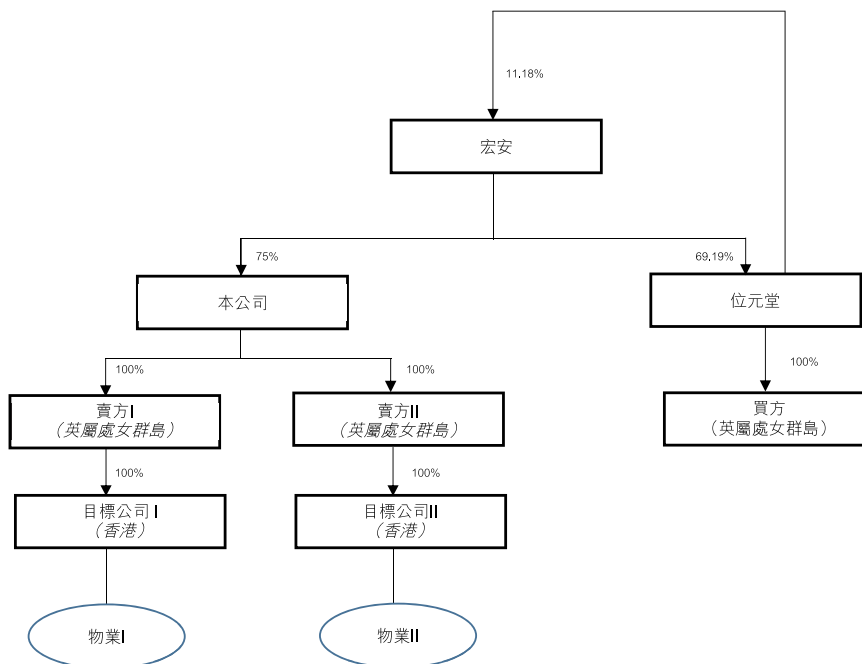 11.18%
宏安
75%
69.19%
本公司
位元堂
100%
100%
100%
賣方I
(英屬處女群島)
賣方II
(英屬處女群島)
買方
(英屬處女群島)
100%
100%
目標公司 I
(香港)
目標公司II
(香港)
物業I
物業II